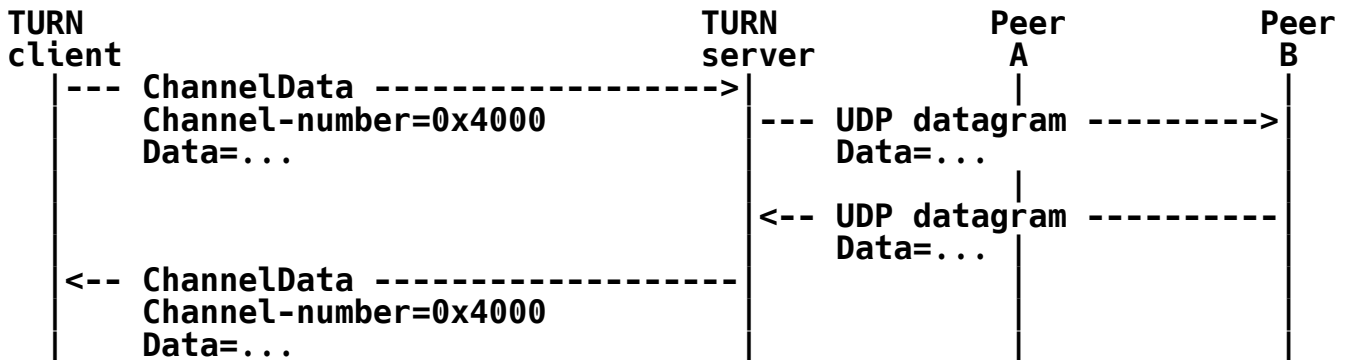 TURN                                         TURN              Peer             Peer
client                                       server              A                B
   |--- ChannelData ------------------>|                 |                |
   |    Channel-number=0x4000          |--- UDP datagram --------->|
   |    Data=...                       |    Data=...               |
   |                                   |                 |                |
   |                                   |<-- UDP datagram ----------|
   |                                   |    Data=... |                |
   |<-- ChannelData -------------------|                 |                |
   |    Channel-number=0x4000          |                 |                |
   |    Data=...                       |                 |                |